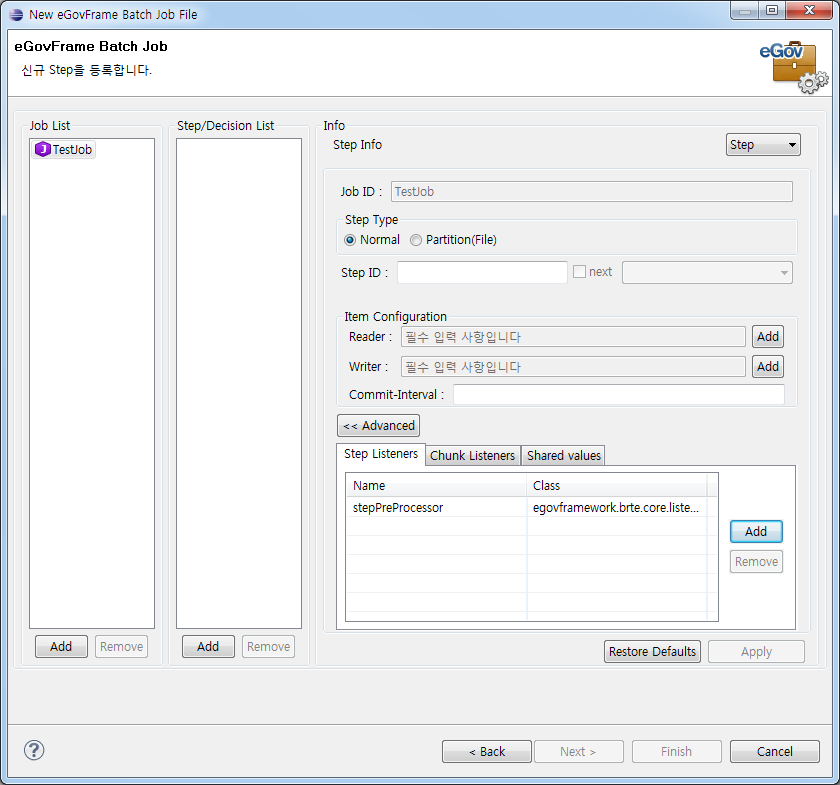 New eGovFrame Batch Job File
eGovFrame Batch Job
신규 Step을 등록합니다.
eGov
Job List
J TestJob
Add Remove
Step/Decision List
Add Remove
Info
Step Info Step
Job ID : TestJob
Step Type
Normal Partition(File)
Step ID : next
Item Configuration
Reader : 필수 입력 사항입니다 Add
Writer : 필수 입력 사항입니다 Add
Commit-Interval :
<< Advanced
Step Listeners Chunk Listeners Shared values
Name Class
stepPreProcessor egovframework.brte.core.liste...
Add
Remove
Restore Defaults Apply
? < Back Next > Finish Cancel